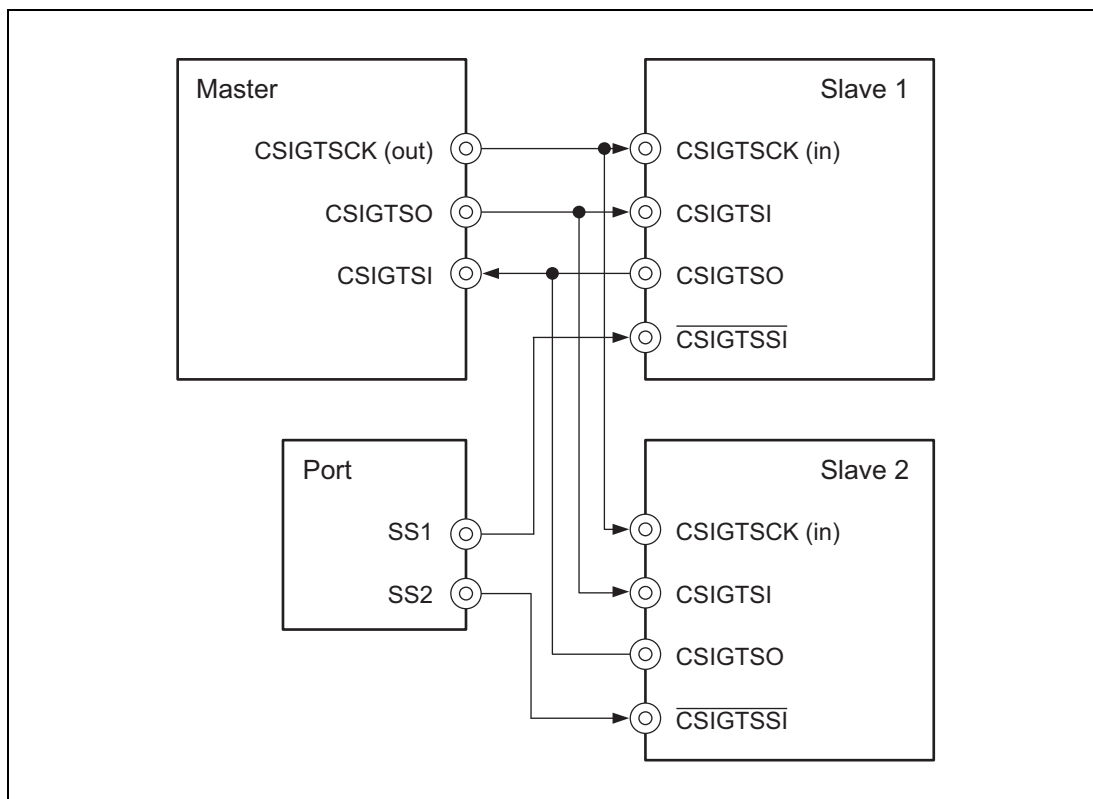 Master
CSIGTSCK (out)
CSIGTSO
CSIGTSI
Slave 1
CSIGTSCK (in)
CSIGTSI
CSIGTSO
CSIGTSSI
Port
SS1
SS2
Slave 2
CSIGTSCK (in)
CSIGTSI
CSIGTSO
CSIGTSSI